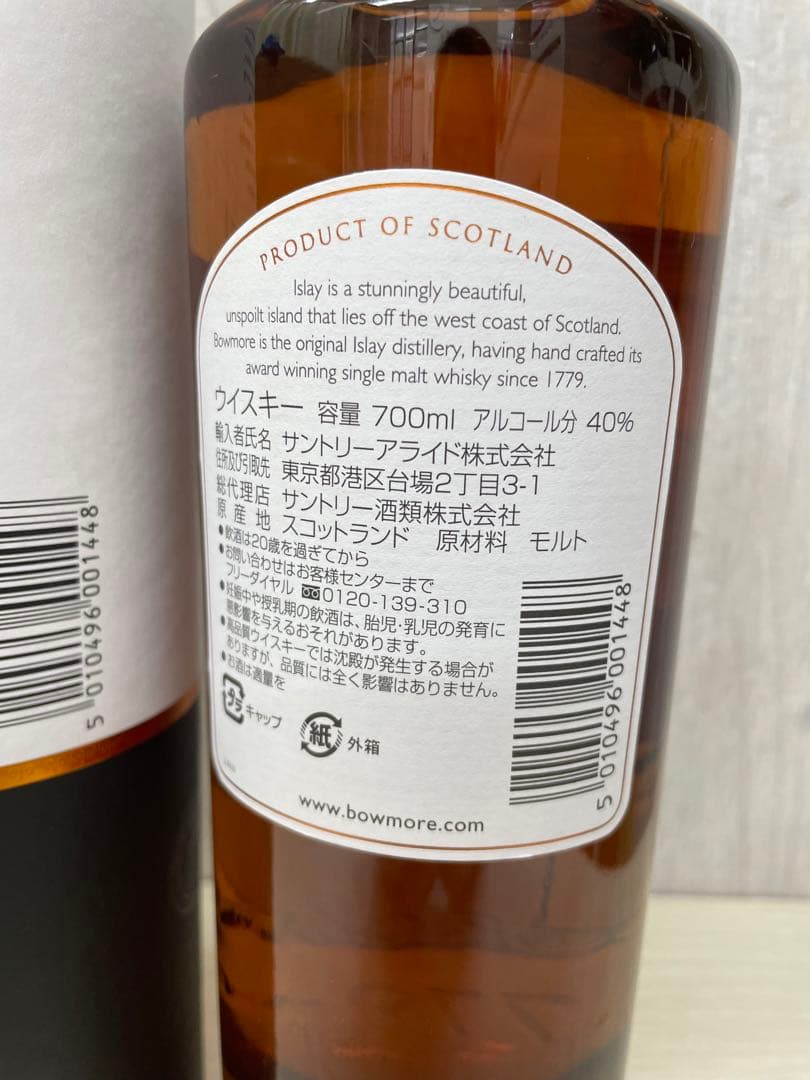 PRODUCT OF SCOTLAND
Islay is a stunningly beautiful,
unspoilt island that lies off the west coast of Scotland.
Bowmore is the original Islay distillery, having hand crafted its
award winning single malt whisky since 1779.
ウイスキー 容量 700ml アルコール分 40%
輸入者氏名 サントリーアライド株式会社
住所及び引取先 東京都港区台場2丁目3-1
総代理店 サントリー酒類株式会社
原産地 スコットランド 原材料 モルト
●飲酒は20歳を過ぎてから
●お問い合わせはお客様センターまで
フリーダイヤル 0120-139-310
●妊娠中や授乳期の飲酒は、胎児・乳児の発育に
悪影響を与えるおそれがあります。
●高品質ウイスキーでは沈殿が発生する場合が
ありますが、品質には全く影響はありません。
●お酒は適量を
プラ キャップ
紙 外箱
www.bowmore.com
5 010496 001448
5 010496 001448